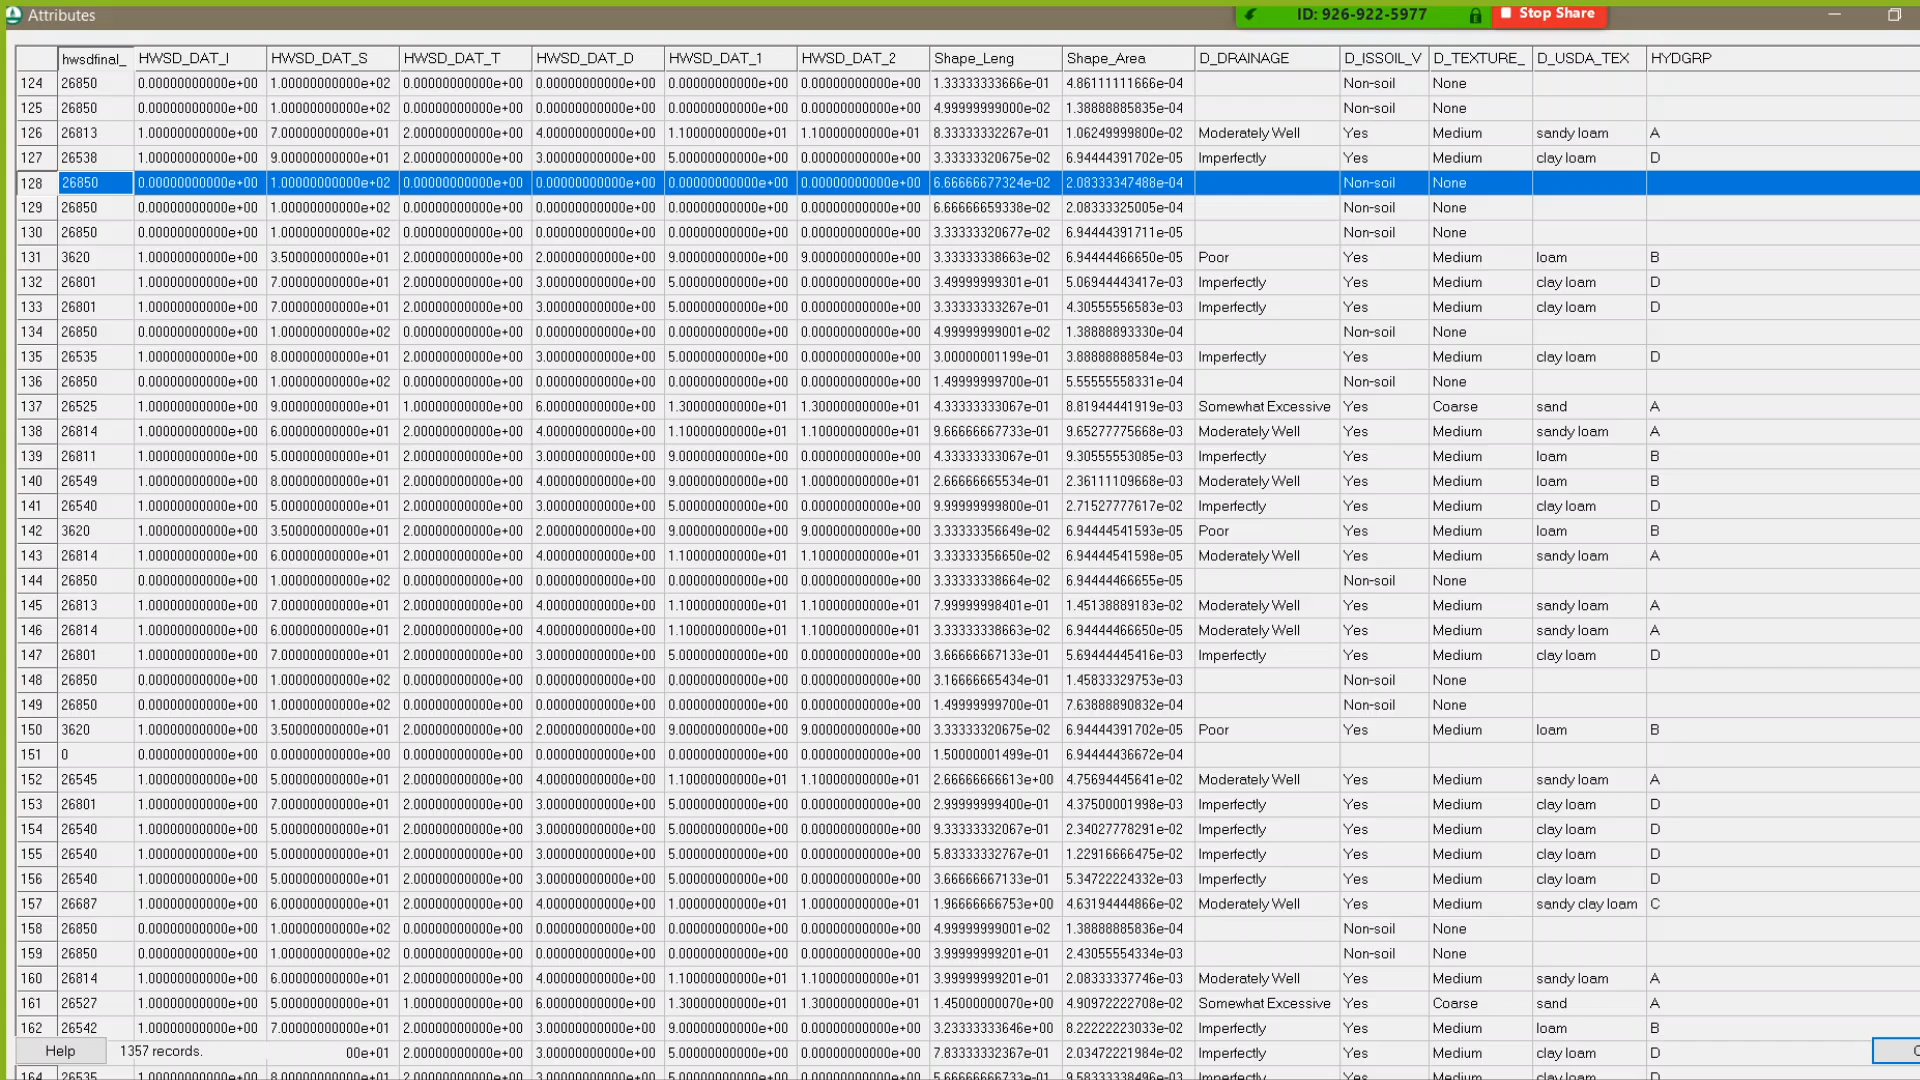 Attributes
ID: 926-922-5977
Stop Share
hwsdfinal_ HWSD_DAT_I HWSD_DAT_S HWSD_DAT_T HWSD_DAT_D HWSD_DAT_1 HWSD_DAT_2 Shape_Leng Shape_Area D_DRAINAGE D_ISSOIL_V D_TEXTURE_ D_USDA_TEX HYDGRP
124 26850 0.00000000000e+00 1.00000000000e+02 0.00000000000e+00 0.00000000000e+00 0.00000000000e+00 0.00000000000e+00 1.33333333666e-01 4.86111111666e-04 Non-soil None
125 26850 0.00000000000e+00 1.00000000000e+02 0.00000000000e+00 0.00000000000e+00 0.00000000000e+00 0.00000000000e+00 4.99999999000e-02 1.38888885835e-04 Non-soil None
126 26813 1.00000000000e+00 7.00000000000e+01 2.00000000000e+00 4.00000000000e+00 1.10000000000e+01 1.10000000000e+01 8.33333332267e-01 1.06249999800e-02 Moderately Well Yes Medium sandy loam A
127 26538 1.00000000000e+00 9.00000000000e+01 2.00000000000e+00 3.00000000000e+00 5.00000000000e+00 0.00000000000e+00 3.33333320675e-02 6.94444391702e-05 Imperfectly Yes Medium clay loam D
128 26850 0.00000000000e+00 1.00000000000e+02 0.00000000000e+00 0.00000000000e+00 0.00000000000e+00 0.00000000000e+00 6.66666677324e-02 2.08333347488e-04 Non-soil None
129 26850 0.00000000000e+00 1.00000000000e+02 0.00000000000e+00 0.00000000000e+00 0.00000000000e+00 0.00000000000e+00 6.66666659338e-02 2.08333325005e-04 Non-soil None
130 26850 0.00000000000e+00 1.00000000000e+02 0.00000000000e+00 0.00000000000e+00 0.00000000000e+00 0.00000000000e+00 3.33333320677e-02 6.94444391711e-05 Non-soil None
131 3620 1.00000000000e+00 3.50000000000e+01 2.00000000000e+00 2.00000000000e+00 9.00000000000e+00 9.00000000000e+00 3.33333338663e-02 6.94444466650e-05 Poor Yes Medium loam B
132 26801 1.00000000000e+00 7.00000000000e+01 2.00000000000e+00 3.00000000000e+00 5.00000000000e+00 0.00000000000e+00 3.49999999301e-01 5.06944443417e-03 Imperfectly Yes Medium clay loam D
133 26801 1.00000000000e+00 7.00000000000e+01 2.00000000000e+00 3.00000000000e+00 5.00000000000e+00 0.00000000000e+00 3.33333333267e-01 4.30555556583e-03 Imperfectly Yes Medium clay loam D
134 26850 0.00000000000e+00 1.00000000000e+02 0.00000000000e+00 0.00000000000e+00 0.00000000000e+00 0.00000000000e+00 4.99999999001e-02 1.38888893330e-04 Non-soil None
135 26535 1.00000000000e+00 8.00000000000e+01 2.00000000000e+00 3.00000000000e+00 5.00000000000e+00 0.00000000000e+00 3.00000001199e-01 3.88888888584e-03 Imperfectly Yes Medium clay loam D
136 26850 0.00000000000e+00 1.00000000000e+02 0.00000000000e+00 0.00000000000e+00 0.00000000000e+00 0.00000000000e+00 1.49999999700e-01 5.55555558331e-04 Non-soil None
137 26525 1.00000000000e+00 9.00000000000e+01 1.00000000000e+00 6.00000000000e+00 1.30000000000e+01 1.30000000000e+01 4.33333333067e-01 8.81944441919e-03 Somewhat Excessive Yes Coarse sand A
138 26814 1.00000000000e+00 6.00000000000e+01 2.00000000000e+00 4.00000000000e+00 1.10000000000e+01 1.10000000000e+01 9.66666667733e-01 9.65277775668e-03 Moderately Well Yes Medium sandy loam A
139 26811 1.00000000000e+00 5.00000000000e+01 2.00000000000e+00 3.00000000000e+00 9.00000000000e+00 0.00000000000e+00 4.33333333067e-01 9.30555553085e-03 Imperfectly Yes Medium loam B
140 26549 1.00000000000e+00 8.00000000000e+01 2.00000000000e+00 4.00000000000e+00 9.00000000000e+00 1.00000000000e+01 2.66666665534e-01 2.36111109668e-03 Moderately Well Yes Medium loam B
141 26540 1.00000000000e+00 5.00000000000e+01 2.00000000000e+00 3.00000000000e+00 5.00000000000e+00 0.00000000000e+00 9.99999999800e-01 2.71527777617e-02 Imperfectly Yes Medium clay loam D
142 3620 1.00000000000e+00 3.50000000000e+01 2.00000000000e+00 2.00000000000e+00 9.00000000000e+00 9.00000000000e+00 3.33333356649e-02 6.94444541593e-05 Poor Yes Medium loam B
143 26814 1.00000000000e+00 6.00000000000e+01 2.00000000000e+00 4.00000000000e+00 1.10000000000e+01 1.10000000000e+01 3.33333356650e-02 6.94444541598e-05 Moderately Well Yes Medium sandy loam A
144 26850 0.00000000000e+00 1.00000000000e+02 0.00000000000e+00 0.00000000000e+00 0.00000000000e+00 0.00000000000e+00 3.33333338664e-02 6.94444466655e-05 Non-soil None
145 26813 1.00000000000e+00 7.00000000000e+01 2.00000000000e+00 4.00000000000e+00 1.10000000000e+01 1.10000000000e+01 7.99999998401e-01 1.45138889183e-02 Moderately Well Yes Medium sandy loam A
146 26814 1.00000000000e+00 6.00000000000e+01 2.00000000000e+00 4.00000000000e+00 1.10000000000e+01 1.10000000000e+01 3.33333338663e-02 6.94444466650e-05 Moderately Well Yes Medium sandy loam A
147 26801 1.00000000000e+00 7.00000000000e+01 2.00000000000e+00 3.00000000000e+00 5.00000000000e+00 0.00000000000e+00 3.66666667133e-01 5.69444445416e-03 Imperfectly Yes Medium clay loam D
148 26850 0.00000000000e+00 1.00000000000e+02 0.00000000000e+00 0.00000000000e+00 0.00000000000e+00 0.00000000000e+00 3.16666665434e-01 1.45833329753e-03 Non-soil None
149 26850 0.00000000000e+00 1.00000000000e+02 0.00000000000e+00 0.00000000000e+00 0.00000000000e+00 0.00000000000e+00 1.49999999700e-01 7.63888890832e-04 Non-soil None
150 3620 1.00000000000e+00 3.50000000000e+01 2.00000000000e+00 2.00000000000e+00 9.00000000000e+00 9.00000000000e+00 3.33333320675e-02 6.94444391702e-05 Poor Yes Medium loam B
151 0 0.00000000000e+00 0.00000000000e+00 0.00000000000e+00 0.00000000000e+00 0.00000000000e+00 0.00000000000e+00 1.50000001499e-01 6.94444436672e-04
152 26545 1.00000000000e+00 5.00000000000e+01 2.00000000000e+00 4.00000000000e+00 1.10000000000e+01 1.10000000000e+01 2.66666666613e+00 4.75694445641e-02 Moderately Well Yes Medium sandy loam A
153 26801 1.00000000000e+00 7.00000000000e+01 2.00000000000e+00 3.00000000000e+00 5.00000000000e+00 0.00000000000e+00 2.99999999400e-01 4.37500001998e-03 Imperfectly Yes Medium clay loam D
154 26540 1.00000000000e+00 5.00000000000e+01 2.00000000000e+00 3.00000000000e+00 5.00000000000e+00 0.00000000000e+00 9.33333332067e-01 2.34027778291e-02 Imperfectly Yes Medium clay loam D
155 26540 1.00000000000e+00 5.00000000000e+01 2.00000000000e+00 3.00000000000e+00 5.00000000000e+00 0.00000000000e+00 5.83333332767e-01 1.22916666475e-02 Imperfectly Yes Medium clay loam D
156 26540 1.00000000000e+00 5.00000000000e+01 2.00000000000e+00 3.00000000000e+00 5.00000000000e+00 0.00000000000e+00 3.66666667133e-01 5.34722224332e-03 Imperfectly Yes Medium clay loam D
157 26687 1.00000000000e+00 6.00000000000e+01 2.00000000000e+00 4.00000000000e+00 1.00000000000e+01 1.00000000000e+01 1.96666666753e+00 4.63194444866e-02 Moderately Well Yes Medium sandy clay loam C
158 26850 0.00000000000e+00 1.00000000000e+02 0.00000000000e+00 0.00000000000e+00 0.00000000000e+00 0.00000000000e+00 4.99999999001e-02 1.38888885836e-04 Non-soil None
159 26850 0.00000000000e+00 1.00000000000e+02 0.00000000000e+00 0.00000000000e+00 0.00000000000e+00 0.00000000000e+00 3.99999999201e-01 2.43055554334e-03 Non-soil None
160 26814 1.00000000000e+00 6.00000000000e+01 2.00000000000e+00 4.00000000000e+00 1.10000000000e+01 1.10000000000e+01 3.99999999201e-01 2.08333337746e-03 Moderately Well Yes Medium sandy loam A
161 26527 1.00000000000e+00 5.00000000000e+01 1.00000000000e+00 6.00000000000e+00 1.30000000000e+01 1.30000000000e+01 1.45000000070e+00 4.90972222708e-02 Somewhat Excessive Yes Coarse sand A
162 26542 1.00000000000e+00 7.00000000000e+01 2.00000000000e+00 3.00000000000e+00 9.00000000000e+00 0.00000000000e+00 3.23333333646e+00 8.22222223033e-02 Imperfectly Yes Medium loam B
Help 1357 records. 00e+01 2.00000000000e+00 3.00000000000e+00 5.00000000000e+00 0.00000000000e+00 7.83333332367e-01 2.03472221984e-02 Imperfectly Yes Medium clay loam D
164 26535 1.00000000000e+00 8.00000000000e+01 2.00000000000e+00 3.00000000000e+00 5.00000000000e+00 0.00000000000e+00 5.66666666733e-01 9.58333338496e-03 Imperfectly Yes Medium clay loam D